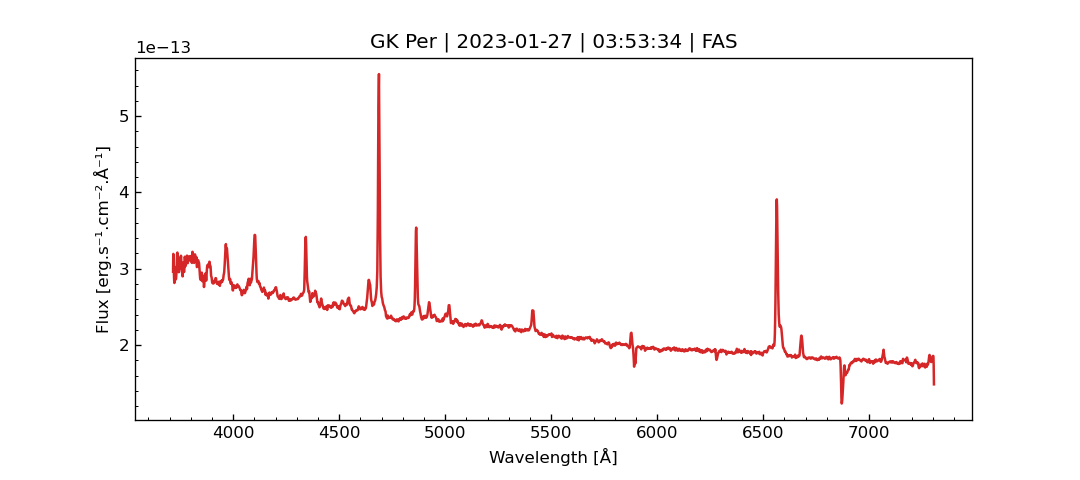 GK Per | 2023-01-27 | 03:53:34 | FAS
1e−13
5
4
3
2
Flux [erg.s⁻¹.cm⁻².Å⁻¹]
4000 4500 5000 5500 6000 6500 7000
Wavelength [Å]